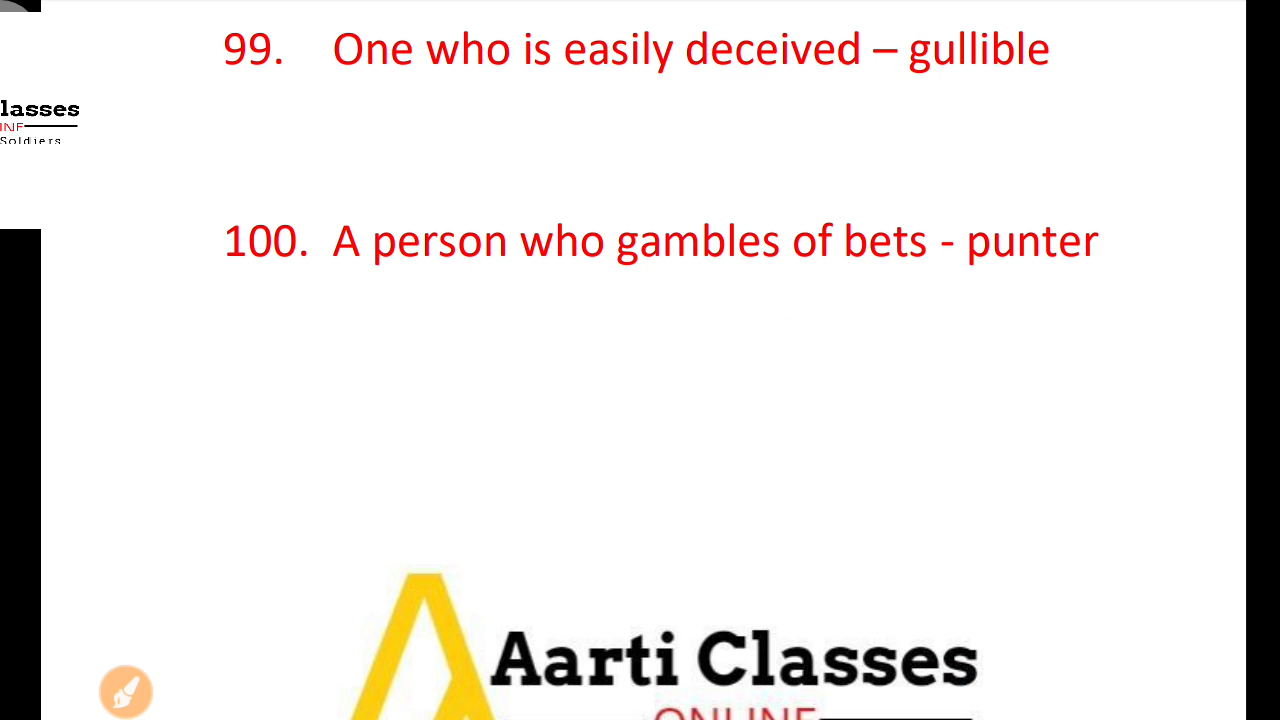 99. One who is easily deceived – gullible
lasses
INE
Soldiers
100. A person who gambles of bets - punter
Aarti Classes
ONLINE